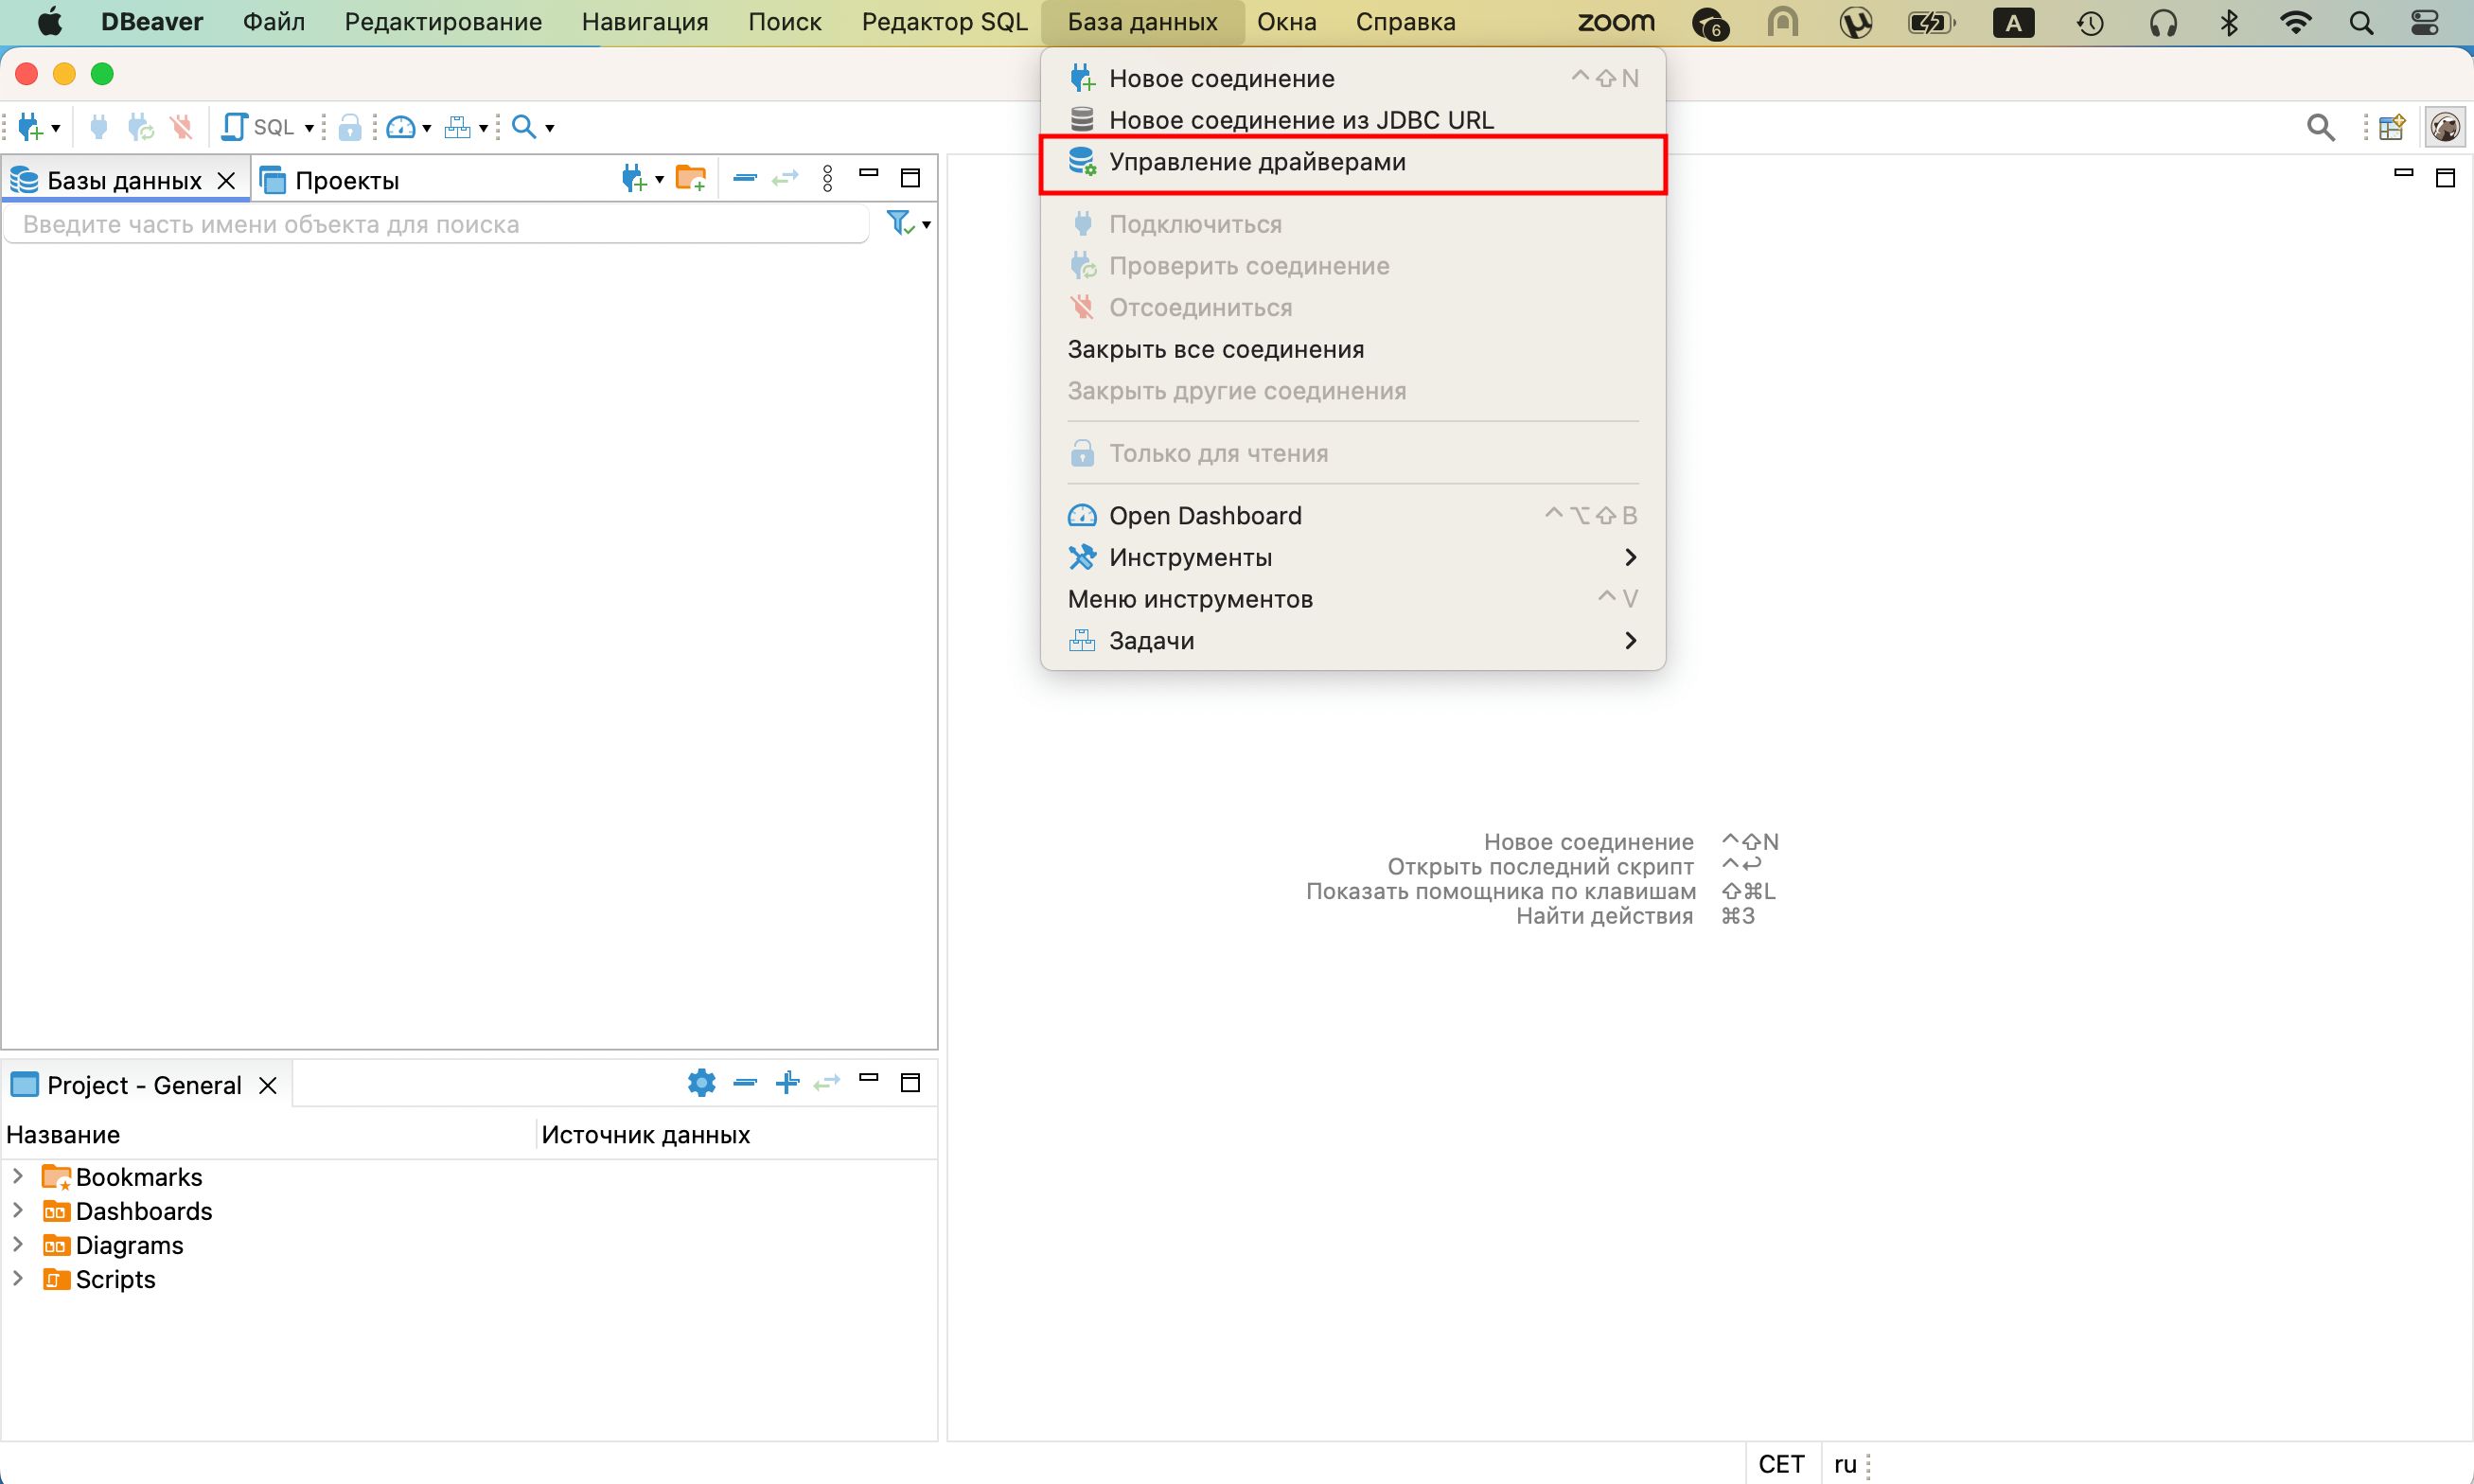 DBeaver Файл Редактирование Навигация Поиск Редактор SQL База данных Окна Справка zoom 6 A
Новое соединение ^⇧N
Новое соединение из JDBC URL
Управление драйверами
Подключиться
Проверить соединение
Отсоединиться
Закрыть все соединения
Закрыть другие соединения
Только для чтения
Open Dashboard ^⌥⇧B
Инструменты
Меню инструментов ^V
Задачи
SQL
Базы данных Проекты
Введите часть имени объекта для поиска
Новое соединение ^⇧N
Открыть последний скрипт ^↩
Показать помощника по клавишам ⇧⌘L
Найти действия ⌘3
Project - General
Название Источник данных
Bookmarks
Dashboards
Diagrams
Scripts
CET ru